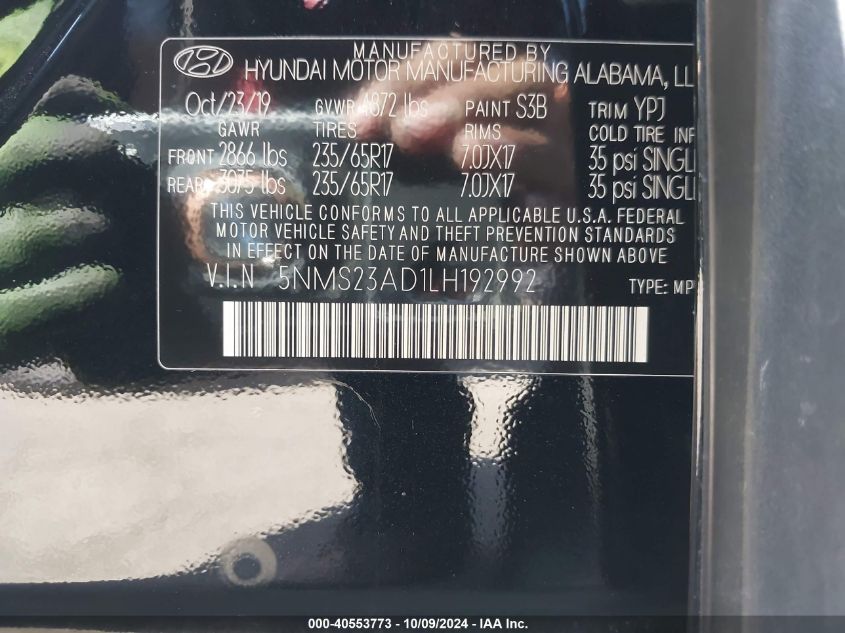 MANUFACTURED BY
HYUNDAI MOTOR MANUFACTURING ALABAMA, LL
Oct/23/19 GVWR 4872 lbs PAINT S3B TRIM YPJ
GAWR TIRES RIMS COLD TIRE INF
FRONT 2866 lbs 235/65R17 7.0JX17 35 psi SINGL
REAR 3075 lbs 235/65R17 7.0JX17 35 psi SINGL
THIS VEHICLE CONFORMS TO ALL APPLICABLE U.S.A. FEDERAL
MOTOR VEHICLE SAFETY AND THEFT PREVENTION STANDARDS
IN EFFECT ON THE DATE OF MANUFACTURE SHOWN ABOVE
V.I.N 5NMS23AD1LH192992 TYPE: MP
000-40553773 - 10/09/2024 - IAA Inc.